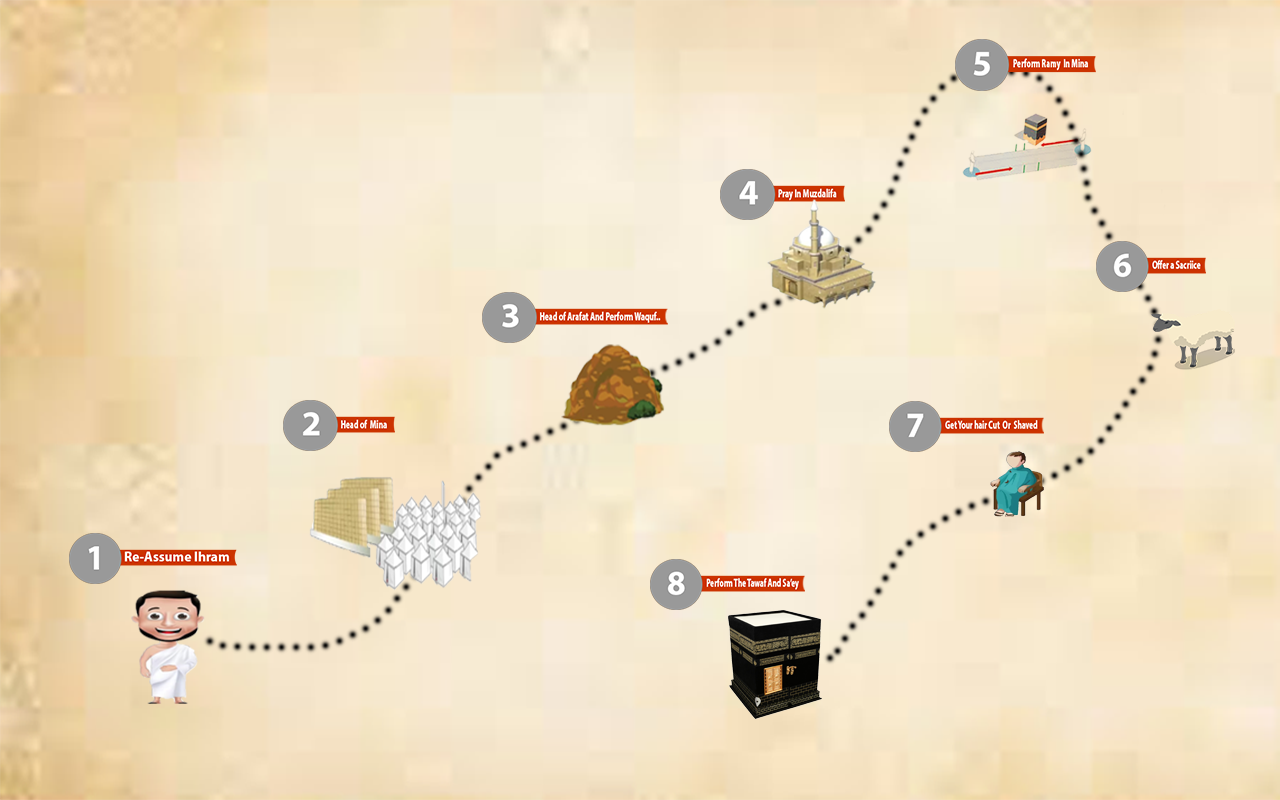 1
Re-Assume Ihram
2
Head of Mina
3
Head of Arafat And Perform Waquf..
4
Pray In Muzdalifa
5
Perform Ramy In Mina
6
Offer a Sacriice
7
Get Your hair Cut Or Shaved
8
Perform The Tawaf And Sa'ey